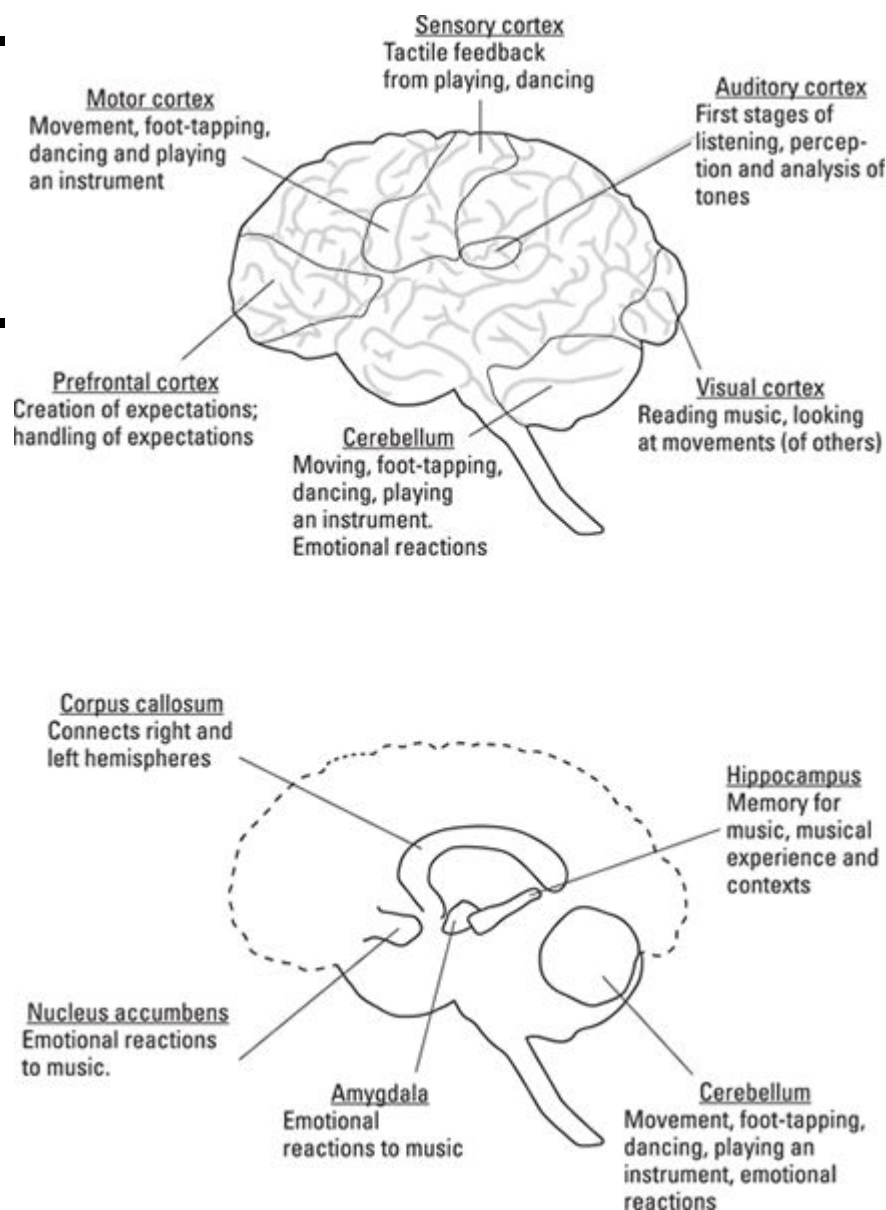 Sensory cortex
Tactile feedback
from playing, dancing
Motor cortex
Movement, foot-tapping,
dancing and playing
an instrument
Auditory cortex
First stages of
listening, percep-
tion and analysis of
tones
Prefrontal cortex
Creation of expectations;
handling of expectations
Cerebellum
Moving, foot-tapping,
dancing, playing
an instrument.
Emotional reactions
Visual cortex
Reading music, looking
at movements (of others)
Corpus callosum
Connects right and
left hemispheres
Hippocampus
Memory for
music, musical
experience and
contexts
Nucleus accumbens
Emotional reactions
to music.
Amygdala
Emotional
reactions to music
Cerebellum
Movement, foot-tapping,
dancing, playing an
instrument, emotional
reactions